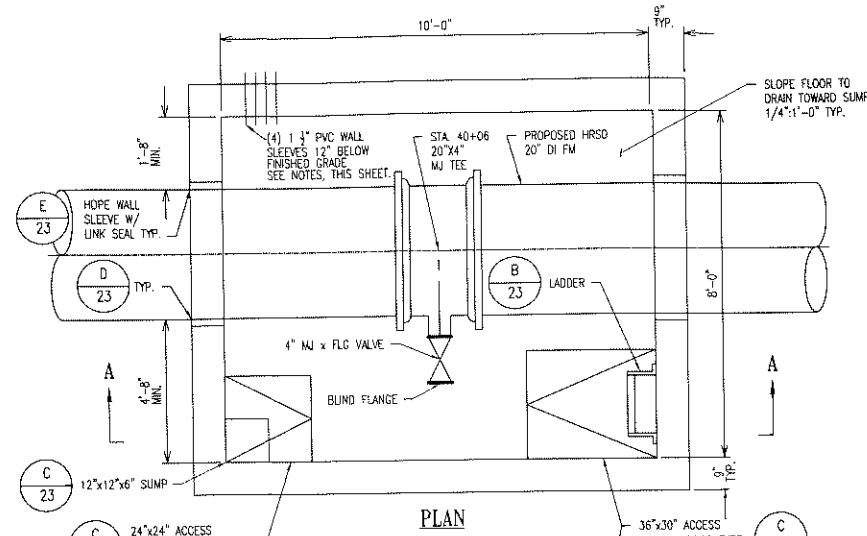 10'-0"
9"
TYP.
SLOPE FLOOR TO
DRAIN TOWARD SUMP
1/4":1'-0" TYP.
1'-8"
MIN.
(4) 1 ½" PVC WALL
SLEEVES 12" BELOW
FINISHED GRADE
SEE NOTES, THIS SHEET.
STA. 40+06
20"X4"
MJ TEE
PROPOSED HRSD
20" DI FM
E
23
HDPE WALL
SLEEVE W/
LINK SEAL TYP.
D
23
TYP.
B
23
LADDER
8'-0"
4" MJ x FLG VALVE
BLIND FLANGE
A
4'-8"
MIN.
A
C
23
12"x12"x6" SUMP
9"
TYP.
PLAN
C
24"x24" ACCESS
36"x30" ACCESS
C